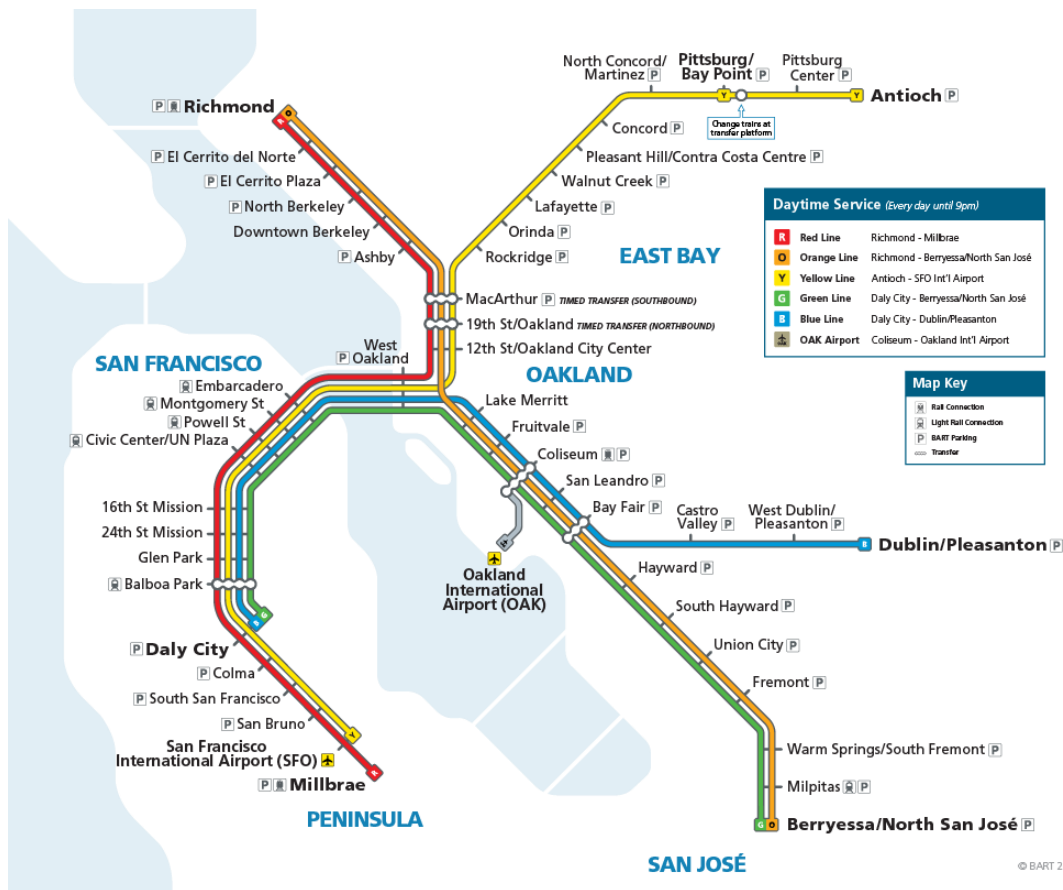 North Concord/
Martinez P
Pittsburg/
Bay Point P
Pittsburg
Center P
P Richmond
Y
Y
Antioch P
O
R
Change trains at
transfer platform
Concord P
P El Cerrito del Norte
Pleasant Hill/Contra Costa Centre P
P El Cerrito Plaza
Walnut Creek P
P North Berkeley
Lafayette P
Downtown Berkeley
Orinda P
P Ashby
Rockridge P
EAST BAY
Daytime Service (Every day until 9pm)
R Red Line Richmond - Millbrae
O Orange Line Richmond - Berryessa/North San José
Y Yellow Line Antioch - SFO Int'l Airport
G Green Line Daly City - Berryessa/North San José
B Blue Line Daly City - Dublin/Pleasanton
OAK Airport Coliseum - Oakland Int'l Airport
MacArthur P TIMED TRANSFER (SOUTHBOUND)
19th St/Oakland TIMED TRANSFER (NORTHBOUND)
12th St/Oakland City Center
West
P Oakland
SAN FRANCISCO
OAKLAND
Map Key
Rail Connection
Light Rail Connection
P BART Parking
Transfer
Embarcadero
Montgomery St
Powell St
Civic Center/UN Plaza
Lake Merritt
Fruitvale P
Coliseum P
San Leandro P
Bay Fair P
16th St Mission
24th St Mission
Glen Park
Balboa Park
Castro
Valley P
West Dublin/
Pleasanton P
B
Dublin/Pleasanton P
Oakland
International
Airport (OAK)
Hayward P
South Hayward P
G
B
P Daly City
Union City P
P Colma
Fremont P
P South San Francisco
P San Bruno
Y
San Francisco
International Airport (SFO)
R
P Millbrae
Warm Springs/South Fremont P
Milpitas P
PENINSULA
G
O
Berryessa/North San José P
SAN JOSÉ
© BART 2